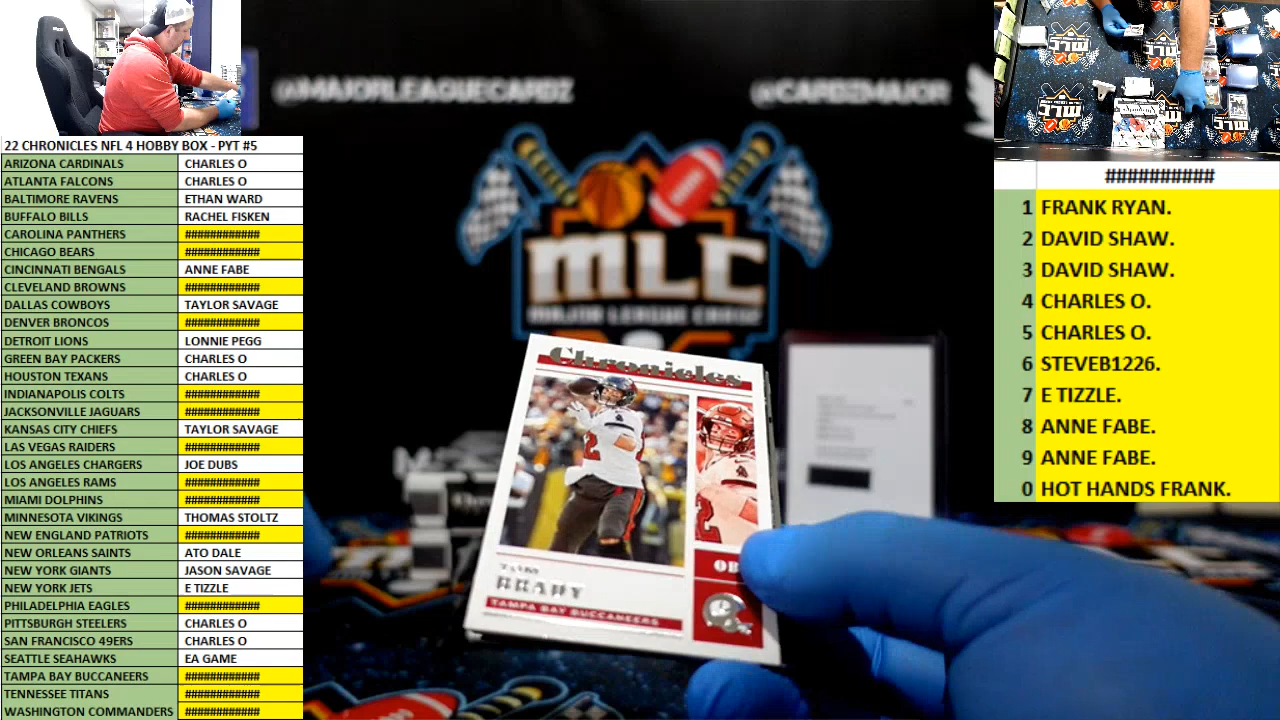 @MAJORLEAGUECARDZ
@CARDZMAJOR
22 CHRONICLES NFL 4 HOBBY BOX - PYT #5
ARIZONA CARDINALS CHARLES O
ATLANTA FALCONS CHARLES O
BALTIMORE RAVENS ETHAN WARD
BUFFALO BILLS RACHEL FISKEN
CAROLINA PANTHERS ############
CHICAGO BEARS ############
CINCINNATI BENGALS ANNE FABE
CLEVELAND BROWNS ############
DALLAS COWBOYS TAYLOR SAVAGE
DENVER BRONCOS ############
DETROIT LIONS LONNIE PEGG
GREEN BAY PACKERS CHARLES O
HOUSTON TEXANS CHARLES O
INDIANAPOLIS COLTS ############
JACKSONVILLE JAGUARS ############
KANSAS CITY CHIEFS TAYLOR SAVAGE
LAS VEGAS RAIDERS ############
LOS ANGELES CHARGERS JOE DUBS
LOS ANGELES RAMS ############
MIAMI DOLPHINS ############
MINNESOTA VIKINGS THOMAS STOLTZ
NEW ENGLAND PATRIOTS ############
NEW ORLEANS SAINTS ATO DALE
NEW YORK GIANTS JASON SAVAGE
NEW YORK JETS E TIZZLE
PHILADELPHIA EAGLES ############
PITTSBURGH STEELERS CHARLES O
SAN FRANCISCO 49ERS CHARLES O
SEATTLE SEAHAWKS EA GAME
TAMPA BAY BUCCANEERS ############
TENNESSEE TITANS ############
WASHINGTON COMMANDERS ############
MLC
MAJOR LEAGUE CARDZ
Chronicles
TOM
BRADY
TAMPA BAY BUCCANEERS
QB
##########
1 FRANK RYAN.
2 DAVID SHAW.
3 DAVID SHAW.
4 CHARLES O.
5 CHARLES O.
6 STEVEB1226.
7 E TIZZLE.
8 ANNE FABE.
9 ANNE FABE.
0 HOT HANDS FRANK.